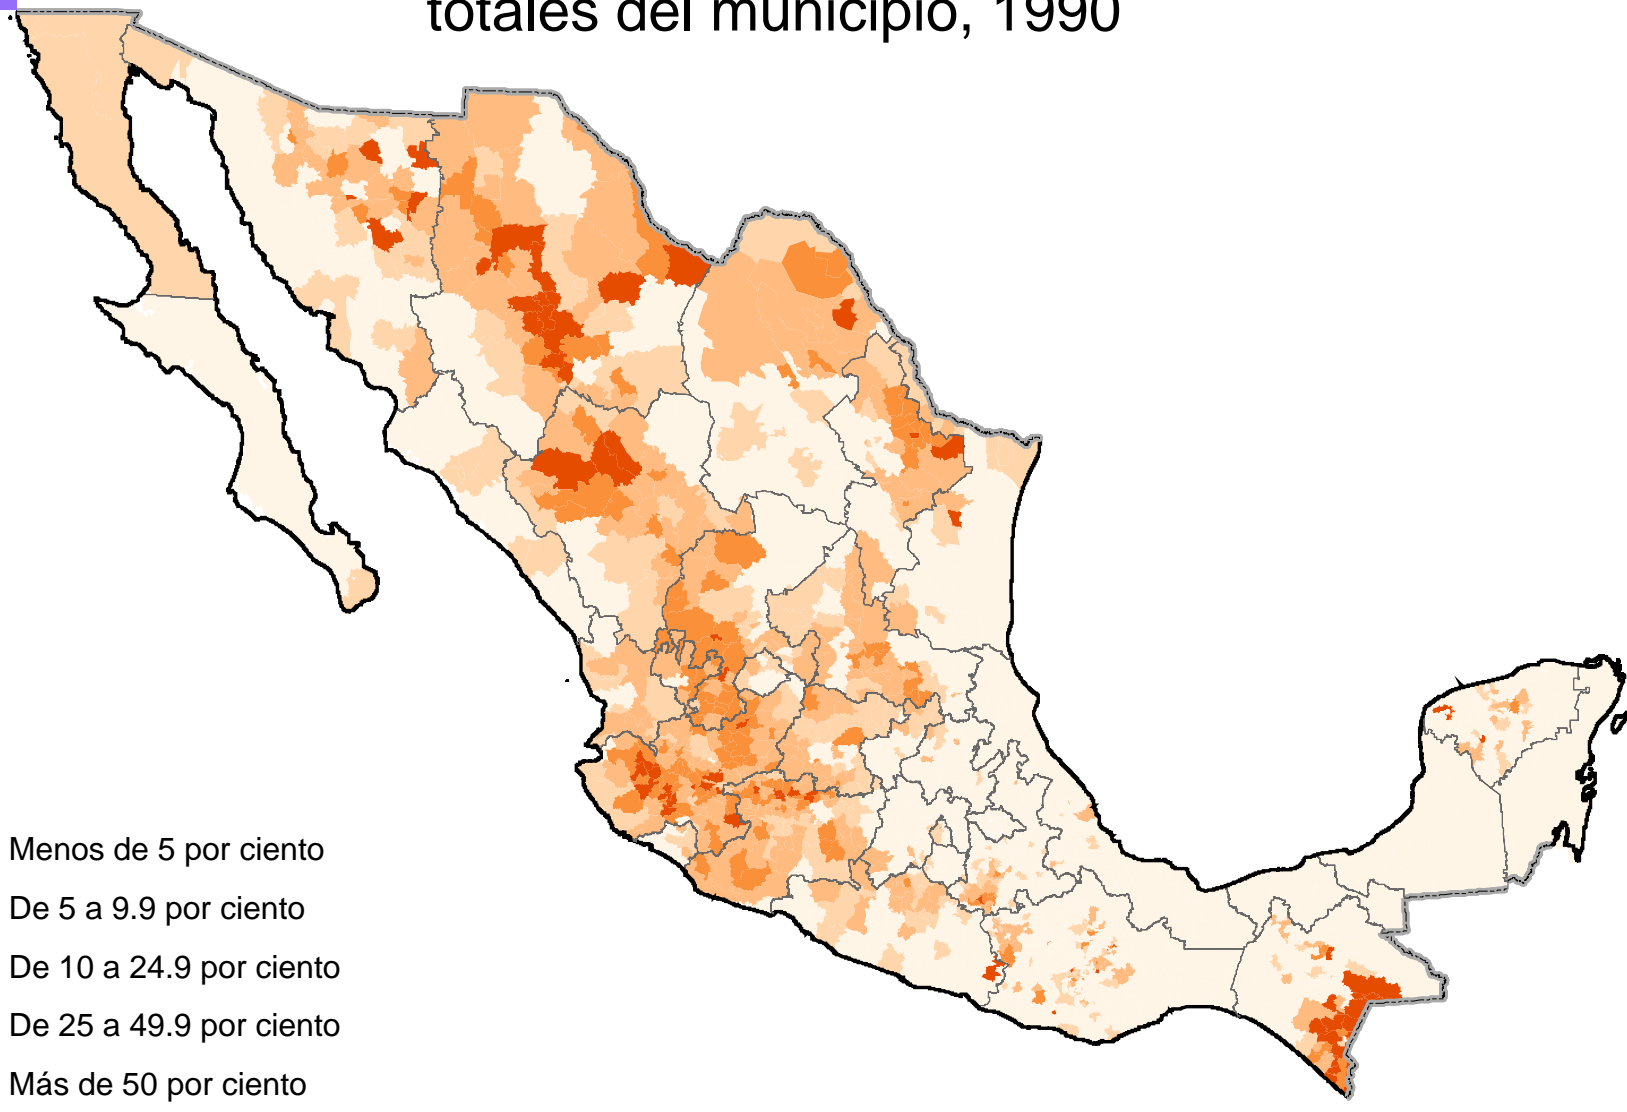 totales del municipio, 1990
Menos de 5 por ciento
De 5 a 9.9 por ciento
De 10 a 24.9 por ciento
De 25 a 49.9 por ciento
Más de 50 por ciento